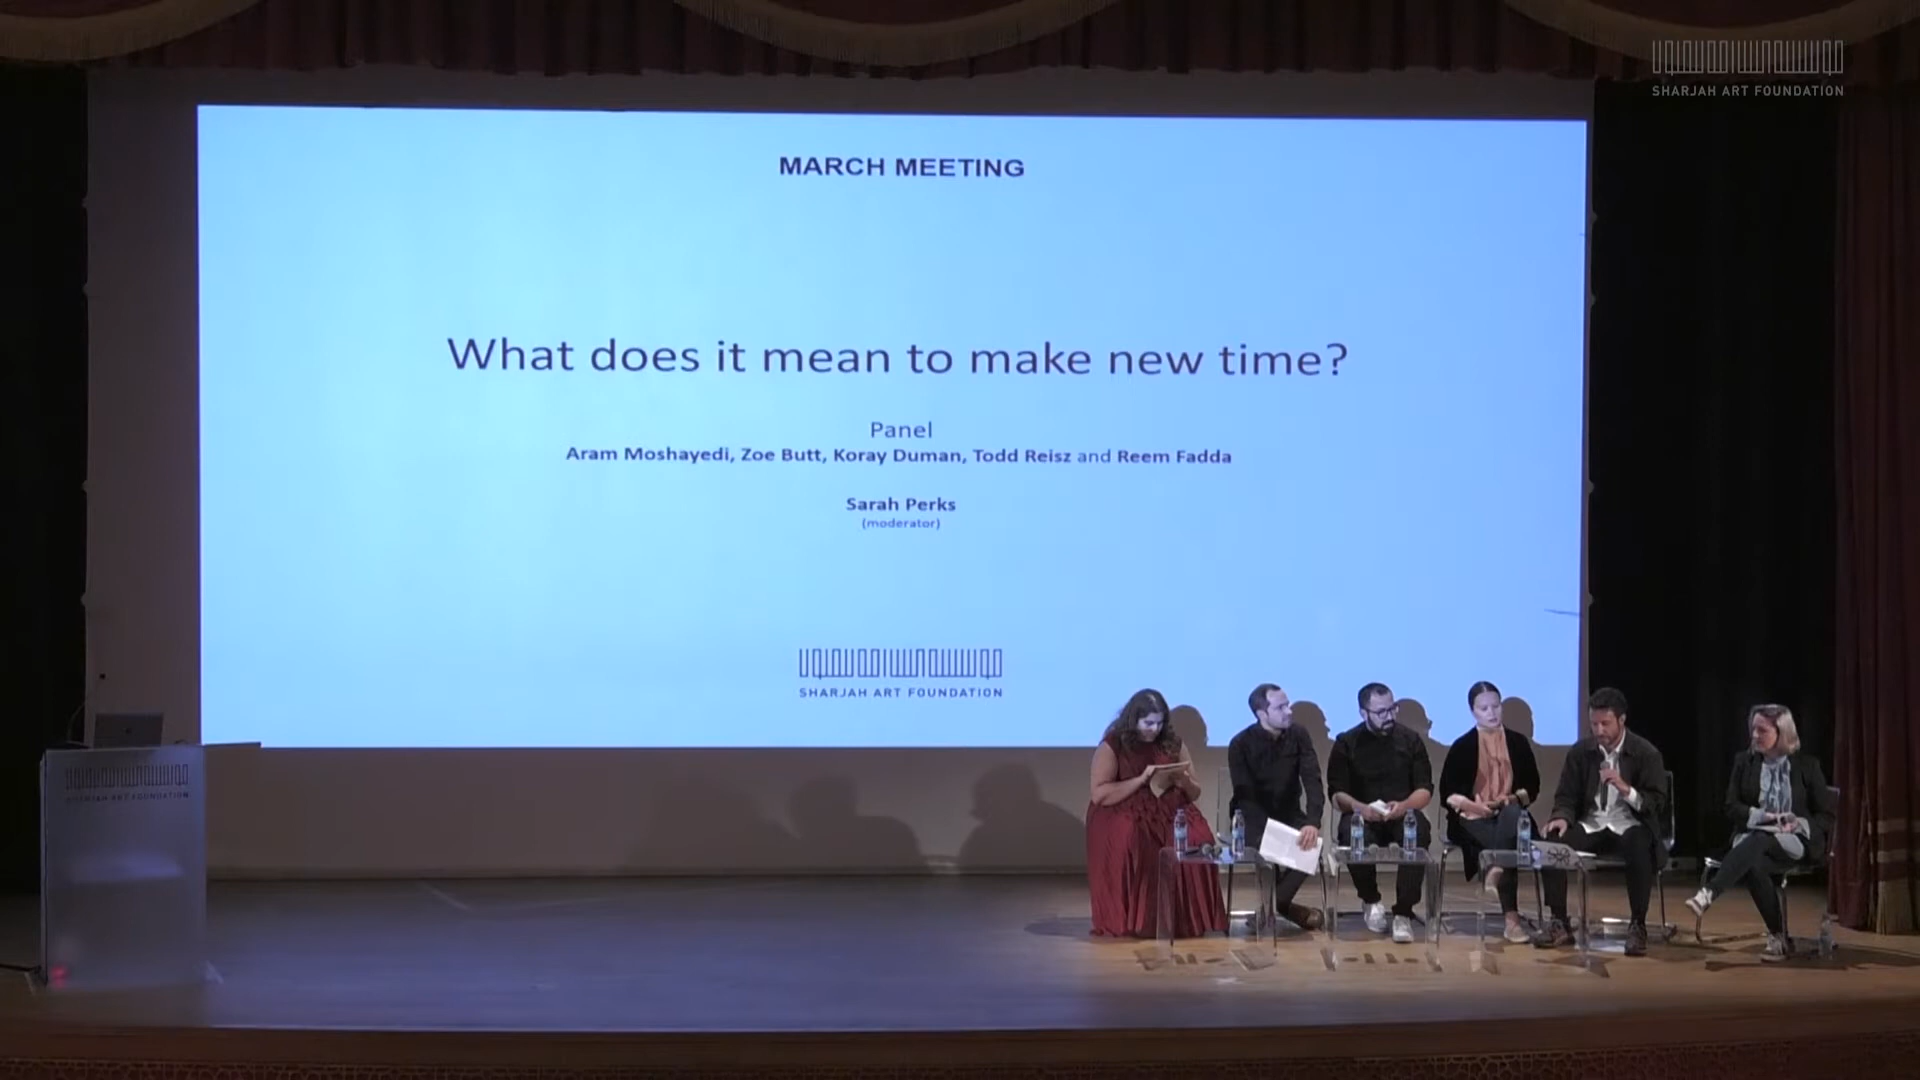 SHARJAH ART FOUNDATION
MARCH MEETING
What does it mean to make new time?
Panel
Aram Moshayedi, Zoe Butt, Koray Duman, Todd Reisz and Reem Fadda
Sarah Perks
(moderator)
SHARJAH ART FOUNDATION
SHARJAH ART FOUNDATION